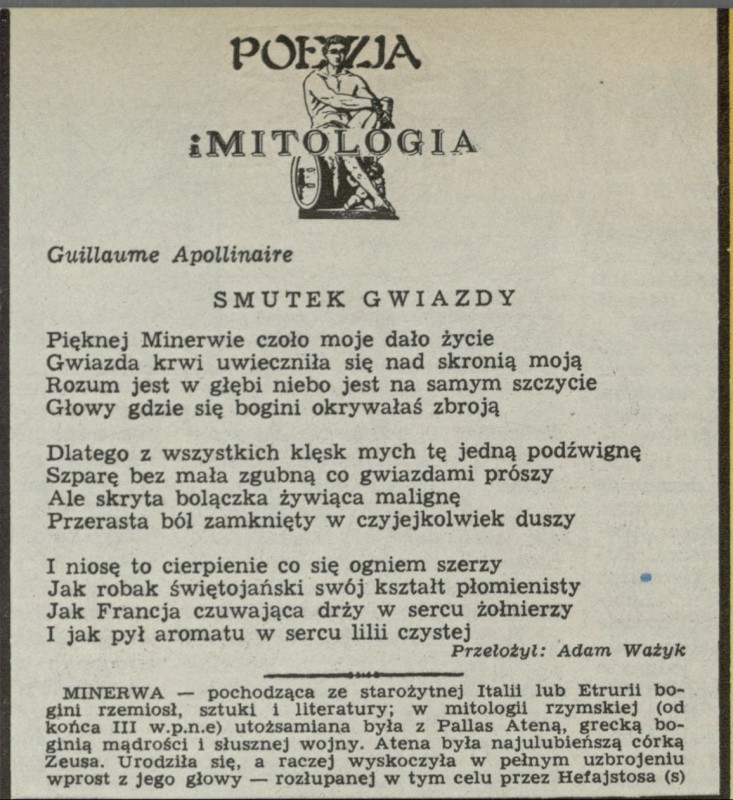 POEZJA
i MITOLOGIA
Guillaume Apollinaire
SMUTEK GWIAZDY
Pięknej Minerwie czoło moje dało życie
Gwiazda krwi uwieczniła się nad skronią moją
Rozum jest w głębi niebo jest na samym szczycie
Głowy gdzie się bogini okrywałaś zbroją
Dlatego z wszystkich klęsk mych tę jedną podźwignę
Szparę bez mała zgubną co gwiazdami prószy
Ale skryta bolączka żywiąca malignę
Przerasta ból zamknięty w czyjejkolwiek duszy
I niosę to cierpienie co się ogniem szerzy
Jak robak świętojański swój kształt płomienisty
Jak Francja czuwająca drży w sercu żołnierzy
I jak pył aromatu w sercu lilii czystej
Przełożył: Adam Ważyk
MINERWA — pochodząca ze starożytnej Italii lub Etrurii bo-
gini rzemiosł, sztuki i literatury; w mitologii rzymskiej (od
końca III w.p.n.e) utożsamiana była z Pallas Ateną, grecką bo-
ginią mądrości i słusznej wojny. Atena była najulubieńszą córką
Zeusa. Urodziła się, a raczej wyskoczyła w pełnym uzbrojeniu
wprost z jego głowy — rozłupanej w tym celu przez Hefajstosa (s)